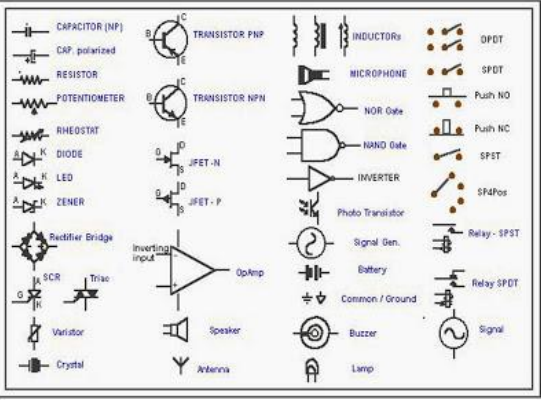 CAPACITOR (NP)
CAP. polarized
RESISTOR
POTENTIOMETER
RHEOSTAT
A K DIODE
A K LED
A K ZENER
Rectifier Bridge
A SCR
G
K
Triac
Varistor
Crystal
C
B
E
TRANSISTOR PNP
C
B
E
TRANSISTOR NPN
D
G
S
JFET-N
D
G
S
JFET - P
Inverting
input
-
+
OpAmp
Speaker
Antenna
INDUCTORs
MICROPHONE
NOR Gate
NAND Gate
INVERTER
Photo Transistor
Signal Gen.
Battery
Common / Ground
Buzzer
Lamp
DPDT
SPDT
Push NO
Push NC
SPST
SP4Pos
Relay - SPST
Relay SPDT
Signal